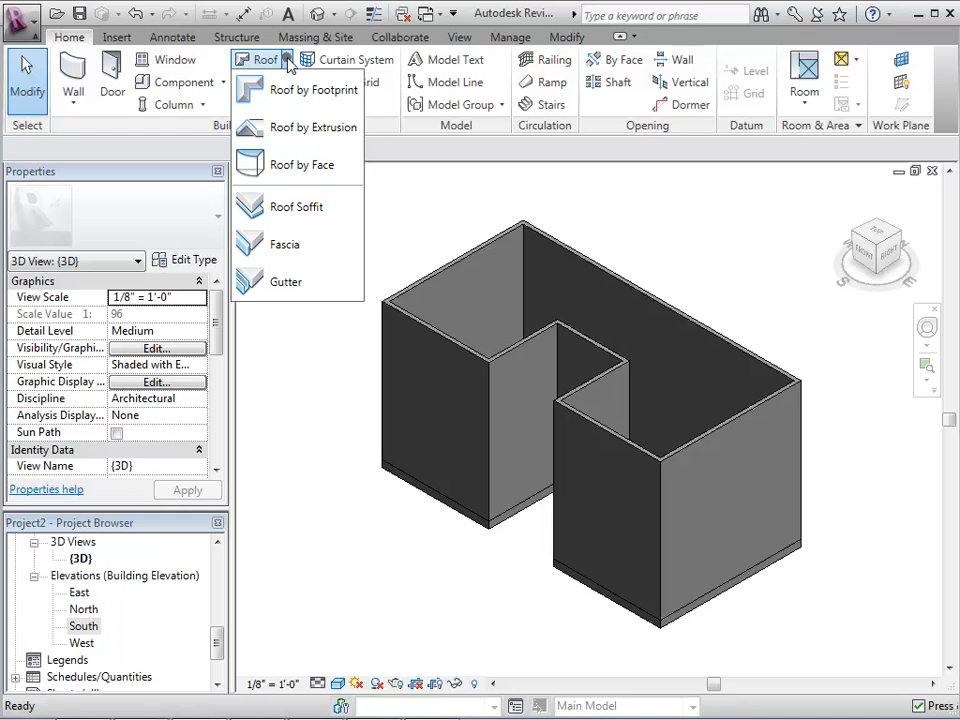 Autodesk Revi...
Type a keyword or phrase
Home
Insert
Annotate
Structure
Massing & Site
Collaborate
View
Manage
Modify
Modify
Wall
Door
Window
Component
Column
Roof
Curtain System
Grid
Model Text
Model Line
Model Group
Railing
Ramp
Stairs
By Face
Shaft
Wall
Vertical
Dormer
Level
Grid
Room
Select
Model
Circulation
Opening
Datum
Room & Area
Work Plane
Roof by Footprint
Roof by Extrusion
Roof by Face
Roof Soffit
Fascia
Gutter
Properties
3D View: {3D}
Edit Type
Graphics
View Scale 1/8" = 1'-0"
Scale Value 1: 96
Detail Level Medium
Visibility/Graphi... Edit...
Visual Style Shaded with E...
Graphic Display ... Edit...
Discipline Architectural
Analysis Display... None
Sun Path
Identity Data
View Name {3D}
Properties help
Apply
Project2 - Project Browser
3D Views
{3D}
Elevations (Building Elevation)
East
North
South
West
Legends
Schedules/Quantities
TOP
FRONT
RIGHT
1/8" = 1'-0"
Ready
Main Model
Press